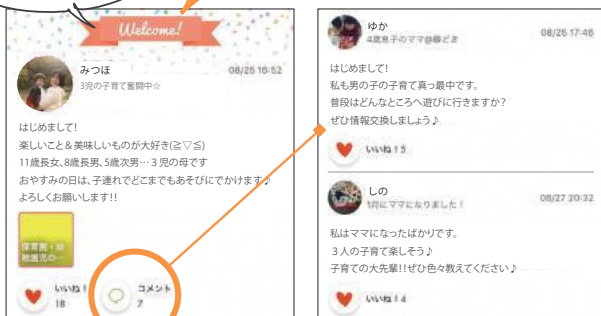 Welcome!
みつほ
08/25 16:52
3児の子育て奮闘中☆
はじめまして!
楽しいこと＆美味しいものが大好き(≧▽≦)
11歳長女、8歳長男、5歳次男…３児の母です
おやすみの日は、子連れでどこまでもあそびにでかけます♪
よろしくお願いします!!
保育園・幼
稚園児の…
いいね！
18
コメント
7
ゆか
08/26 17:46
4歳息子のママ@勝どき
はじめまして!
私も男の子の子育て真っ最中です。
普段はどんなところへ遊びに行きますか?
ぜひ情報交換しましょう♪
いいね！5
しの
08/27 20:32
1月にママになりました！
私はママになったばかりです。
３人の子育て楽しそう♪
子育ての大先輩!!ぜひ色々教えてください♪
いいね！4